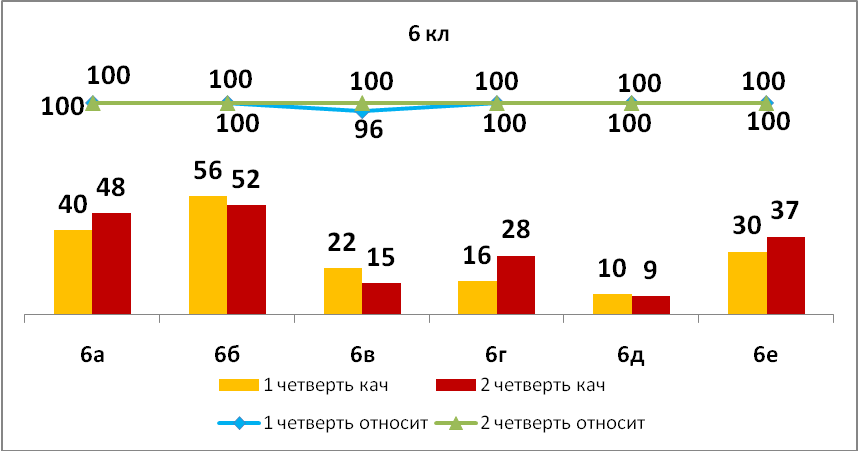 6 кл
100 100 100 100 100 100
100 100 96 100 100 100
40 48 56 52 22 15 16 28 10 9 30 37
6а 6б 6в 6г 6д 6е
1 четверть кач 2 четверть кач
1 четверть относит 2 четверть относит